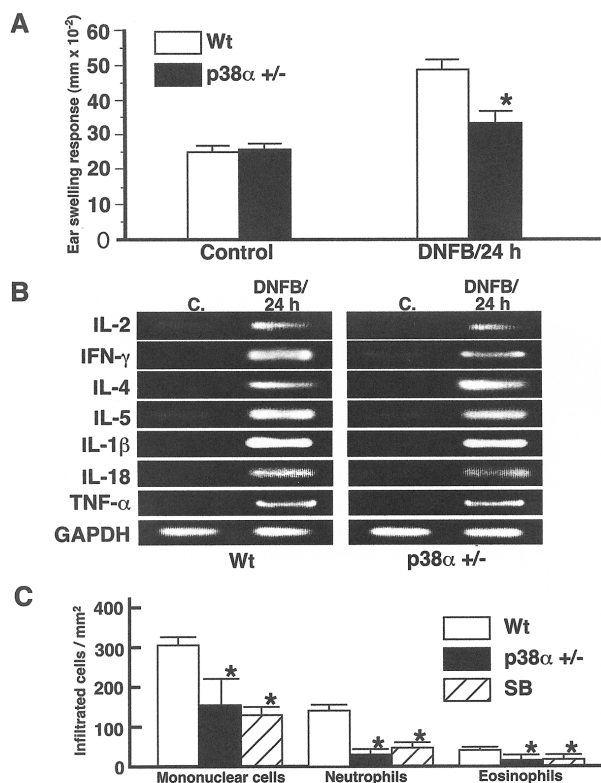 A
Ear swelling response (mm x 10⁻²)
60
50
40
30
20
10
0
Wt
p38α +/-
*
Control
DNFB/24 h
B
C.
DNFB/
24 h
C.
DNFB/
24 h
IL-2
IFN-γ
IL-4
IL-5
IL-1β
IL-18
TNF-α
GAPDH
Wt
p38α +/-
C
Infiltrated cells / mm²
400
300
200
100
0
Wt
p38α +/-
SB
* *
* *
* *
Mononuclear cells
Neutrophils
Eosinophils